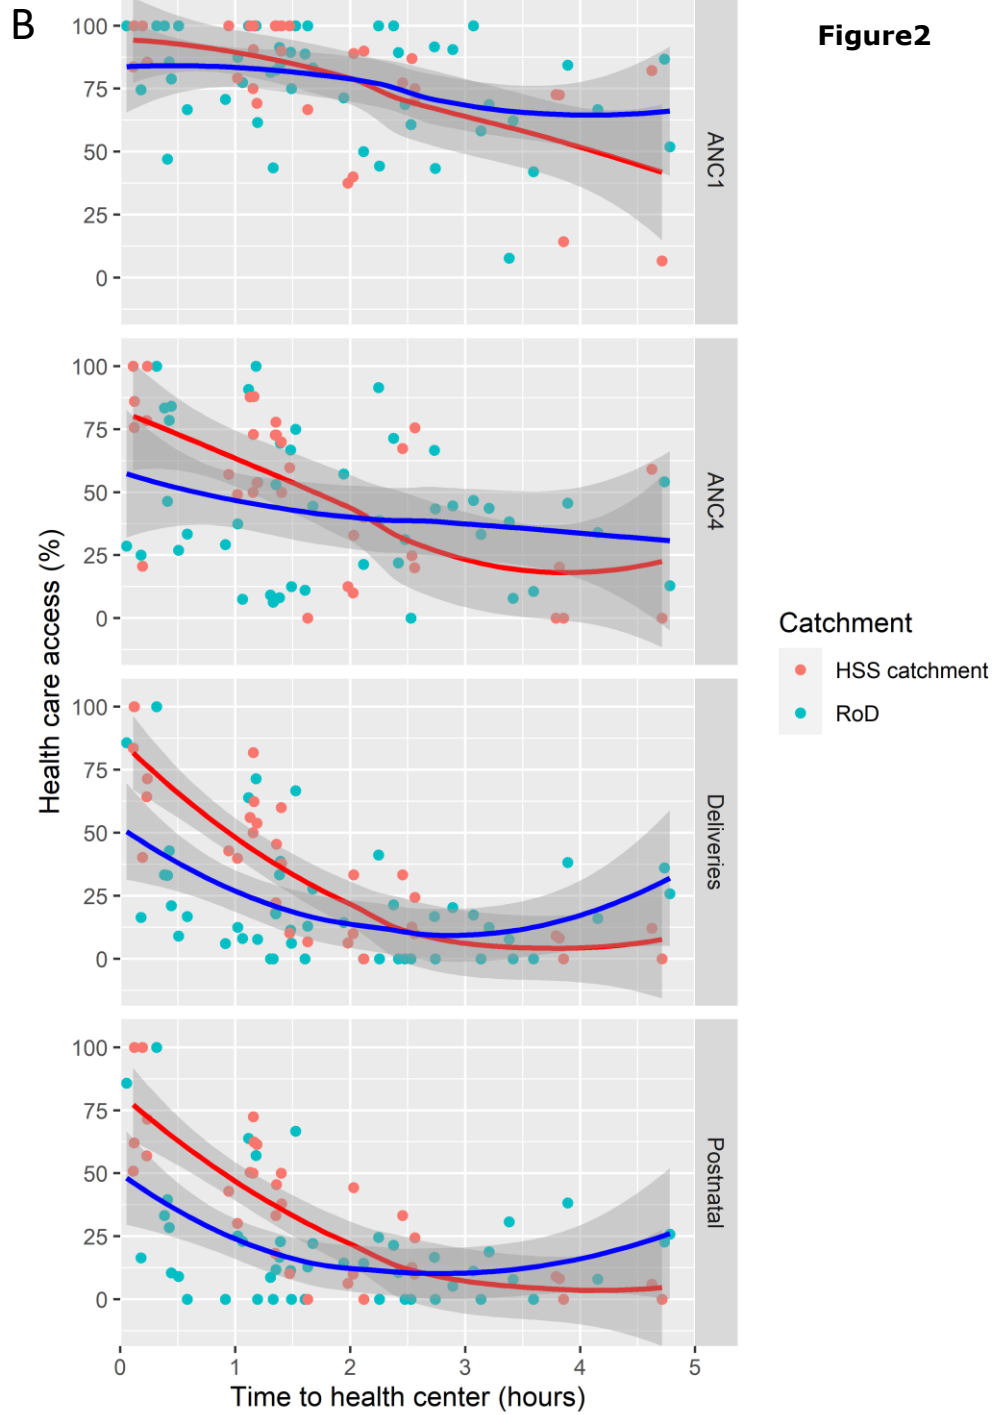 B
Figure2
100
75
50
25
0
ANC1
100
75
50
25
0
ANC4
100
75
50
25
0
Deliveries
100
75
50
25
0
Postnatal
0 1 2 3 4 5
Time to health center (hours)
Health care access (%)
Catchment
HSS catchment
RoD